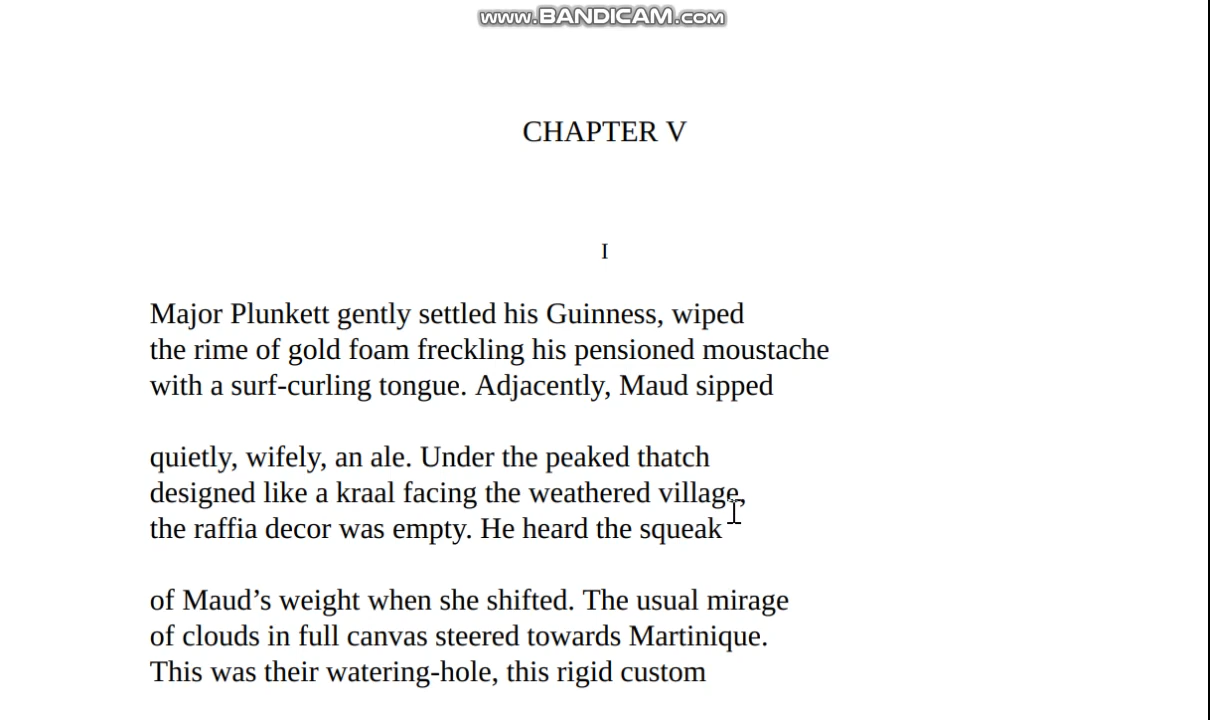 www.BANDICAM.com
CHAPTER V
I
Major Plunkett gently settled his Guinness, wiped
the rime of gold foam freckling his pensioned moustache
with a surf-curling tongue. Adjacently, Maud sipped
quietly, wifely, an ale. Under the peaked thatch
designed like a kraal facing the weathered village,
the raffia decor was empty. He heard the squeak
of Maud’s weight when she shifted. The usual mirage
of clouds in full canvas steered towards Martinique.
This was their watering-hole, this rigid custom